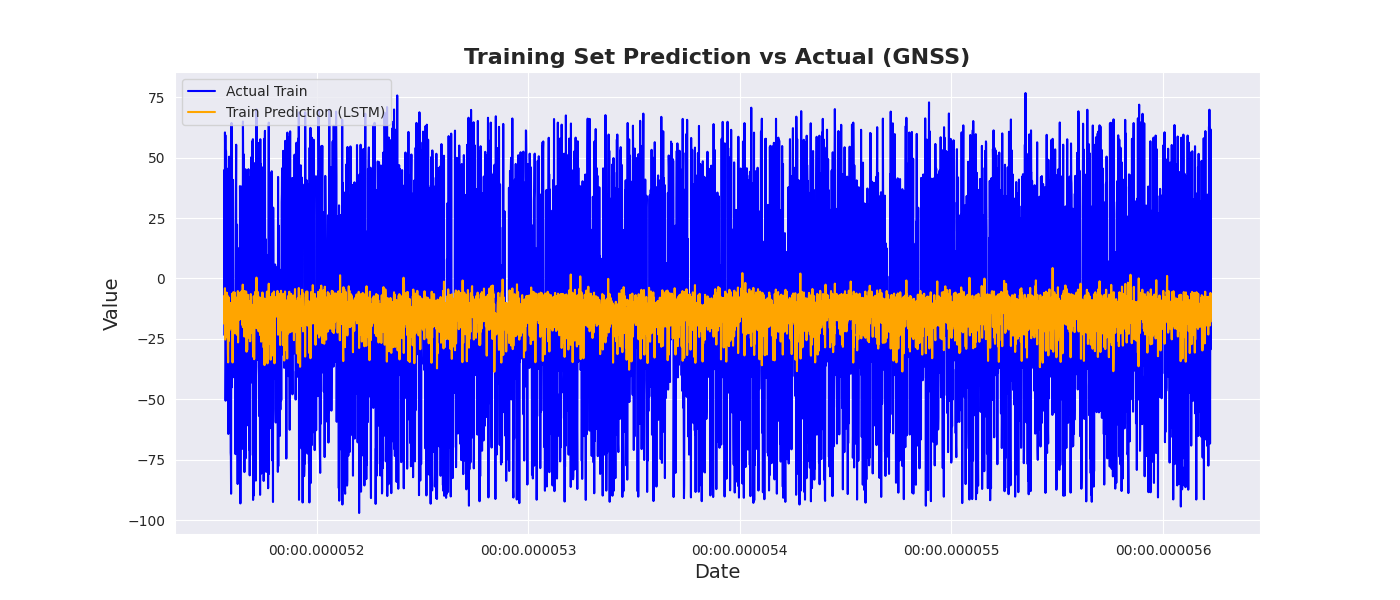 Training Set Prediction vs Actual (GNSS)
Actual Train
Train Prediction (LSTM)
75
50
25
0
−25
−50
−75
−100
Value
00:00.000052 00:00.000053 00:00.000054 00:00.000055 00:00.000056
Date